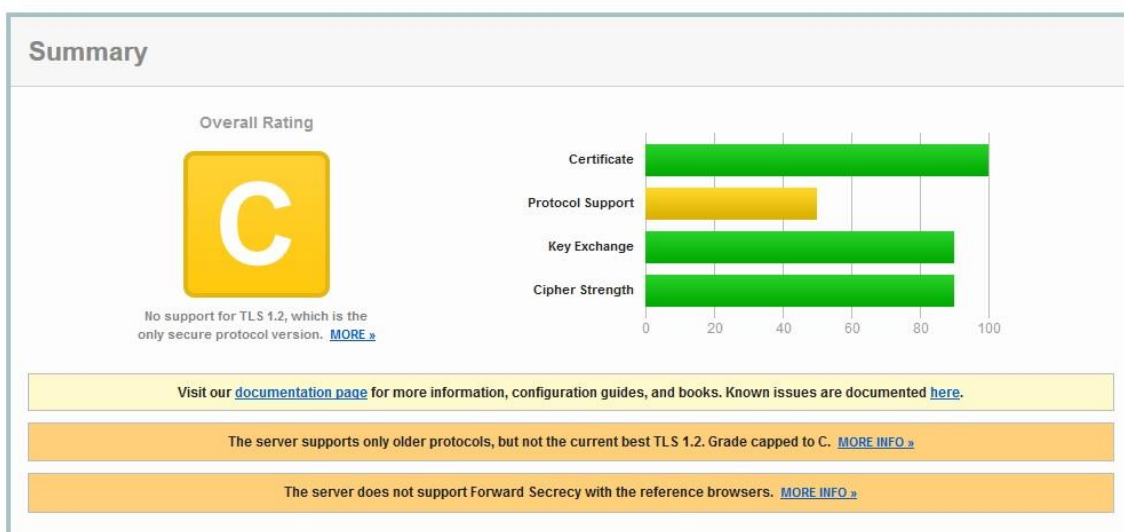 Summary
Overall Rating
C
No support for TLS 1.2, which is the
only secure protocol version. MORE »
Certificate
Protocol Support
Key Exchange
Cipher Strength
0 20 40 60 80 100
Visit our documentation page for more information, configuration guides, and books. Known issues are documented here.
The server supports only older protocols, but not the current best TLS 1.2. Grade capped to C. MORE INFO »
The server does not support Forward Secrecy with the reference browsers. MORE INFO »